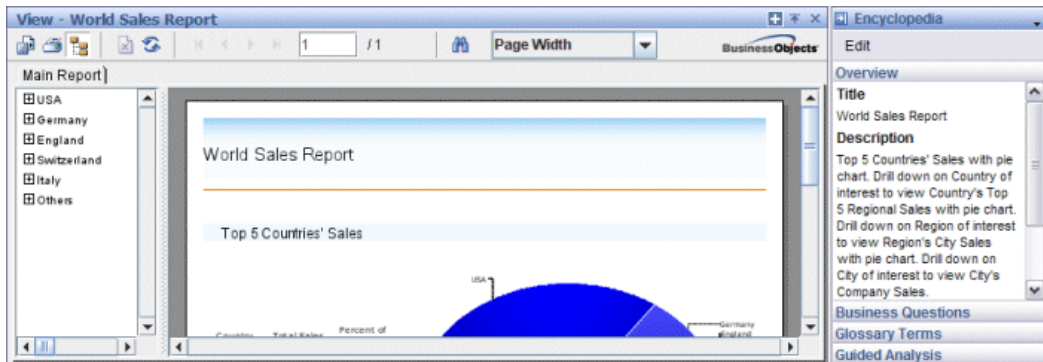 View - World Sales Report
1 / 1
Page Width
BusinessObjects
Main Report
USA
Germany
England
Switzerland
Italy
Others
World Sales Report
Top 5 Countries' Sales
USA
Germany
England
Country Total Sales Percent of
Encyclopedia
Edit
Overview
Title
World Sales Report
Description
Top 5 Countries' Sales with pie
chart. Drill down on Country of
interest to view Country's Top
5 Regional Sales with pie chart.
Drill down on Region of interest
to view Region's City Sales
with pie chart. Drill down on
City of interest to view City's
Company Sales.
Business Questions
Glossary Terms
Guided Analysis